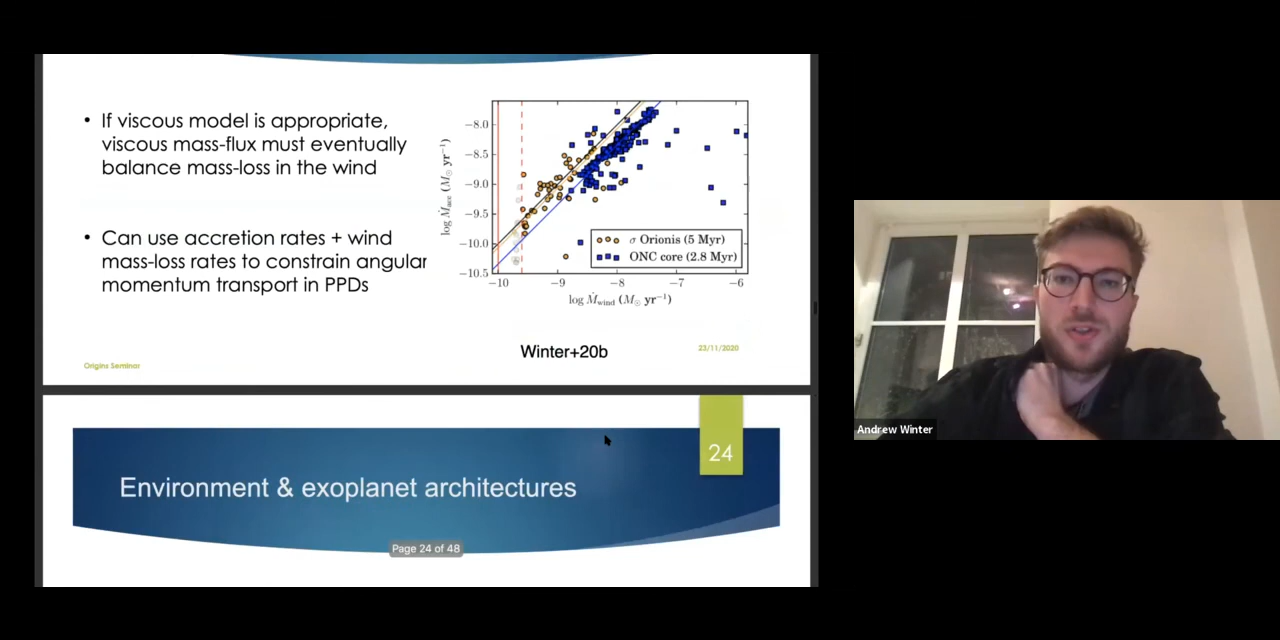 • If viscous model is appropriate,
viscous mass-flux must eventually
balance mass-loss in the wind
• Can use accretion rates + wind
mass-loss rates to constrain angular
momentum transport in PPDs
log Ṁacc (M⊙ yr⁻¹)
−8.0
−8.5
−9.0
−9.5
−10.0
−10.5
σ Orionis (5 Myr)
ONC core (2.8 Myr)
−10 −9 −8 −7 −6
log Ṁwind (M⊙ yr⁻¹)
Winter+20b
23/11/2020
Origins Seminar
24
Environment & exoplanet architectures
Page 24 of 48
Andrew Winter